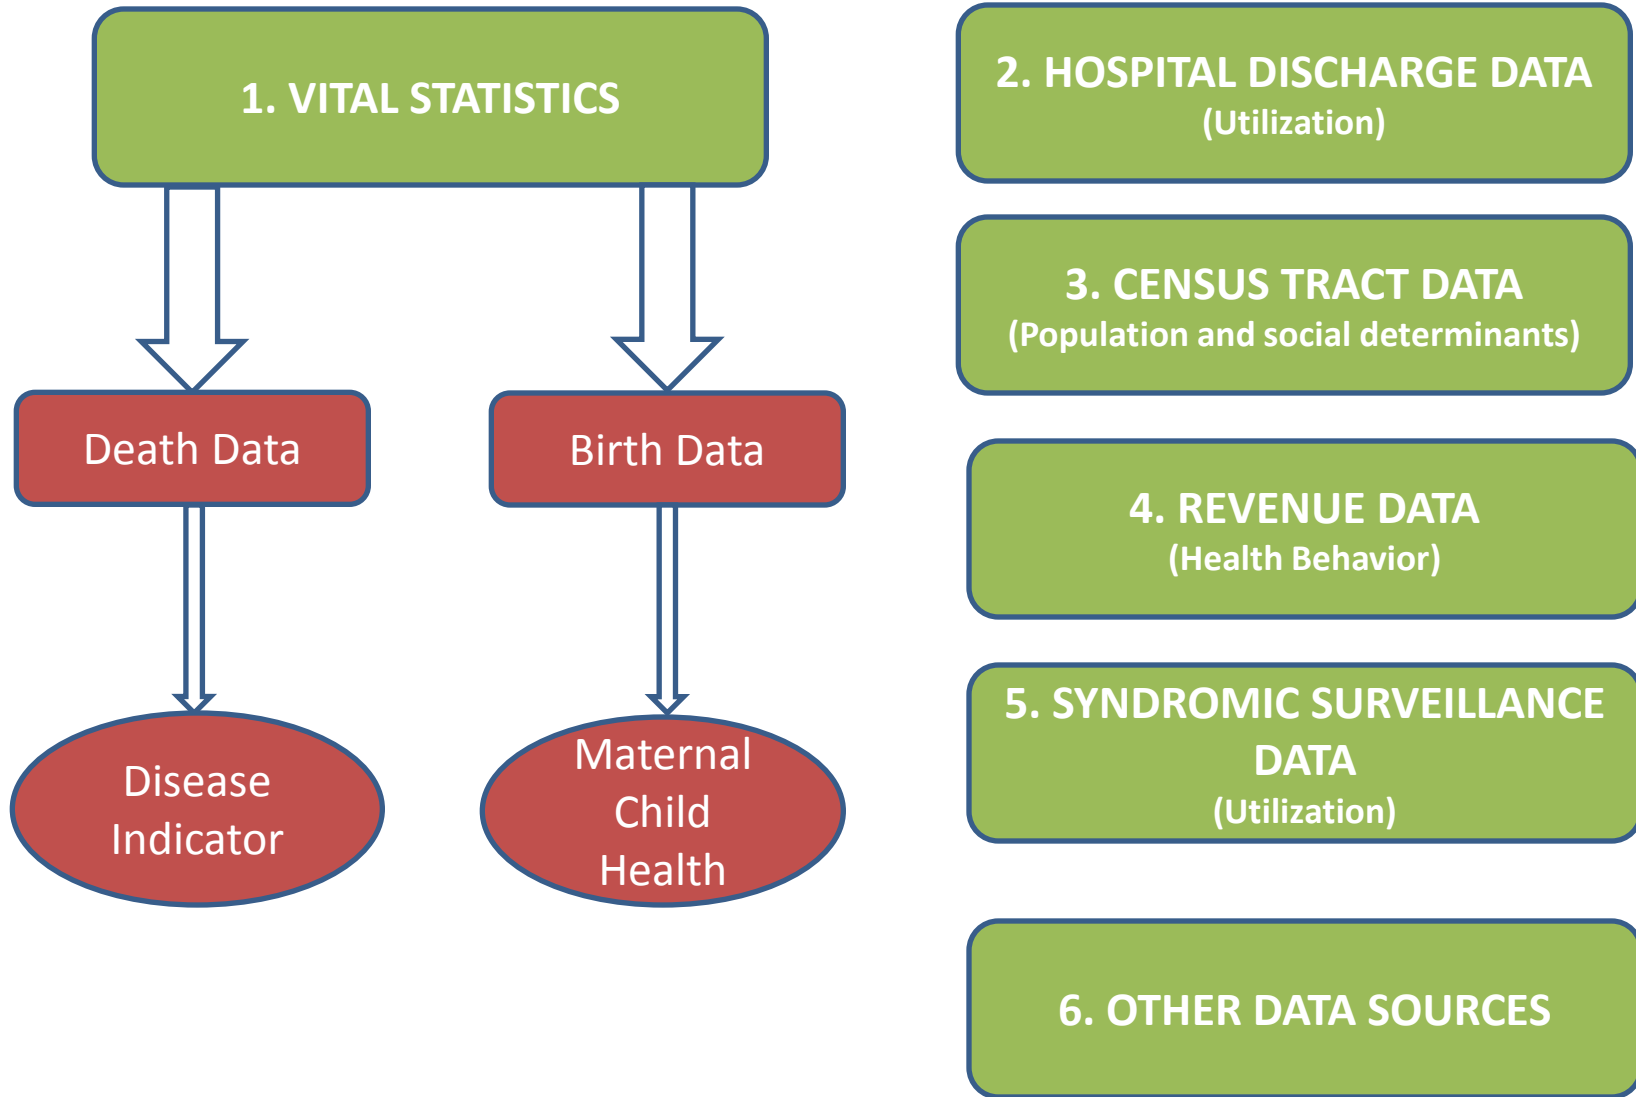 1. VITAL STATISTICS
Death Data
Birth Data
Disease
Indicator
Maternal
Child
Health
2. HOSPITAL DISCHARGE DATA
(Utilization)
3. CENSUS TRACT DATA
(Population and social determinants)
4. REVENUE DATA
(Health Behavior)
5. SYNDROMIC SURVEILLANCE
DATA
(Utilization)
6. OTHER DATA SOURCES